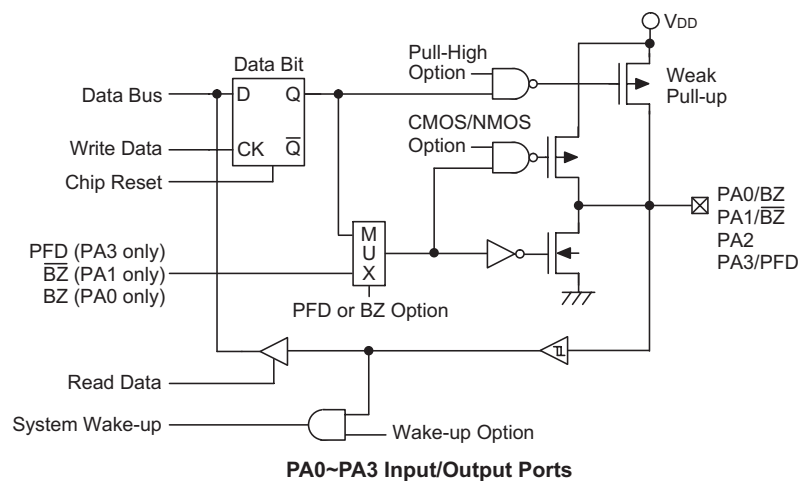 VDD
Pull-High
Option
Weak
Pull-up
Data Bit
Data Bus
D
Q
CMOS/NMOS
Option
Write Data
CK
Q̅
Chip Reset
PA0/BZ
PA1/B̅Z̅
PA2
PA3/PFD
M
U
X
PFD (PA3 only)
B̅Z̅ (PA1 only)
BZ (PA0 only)
PFD or BZ Option
Read Data
System Wake-up
Wake-up Option
PA0~PA3 Input/Output Ports